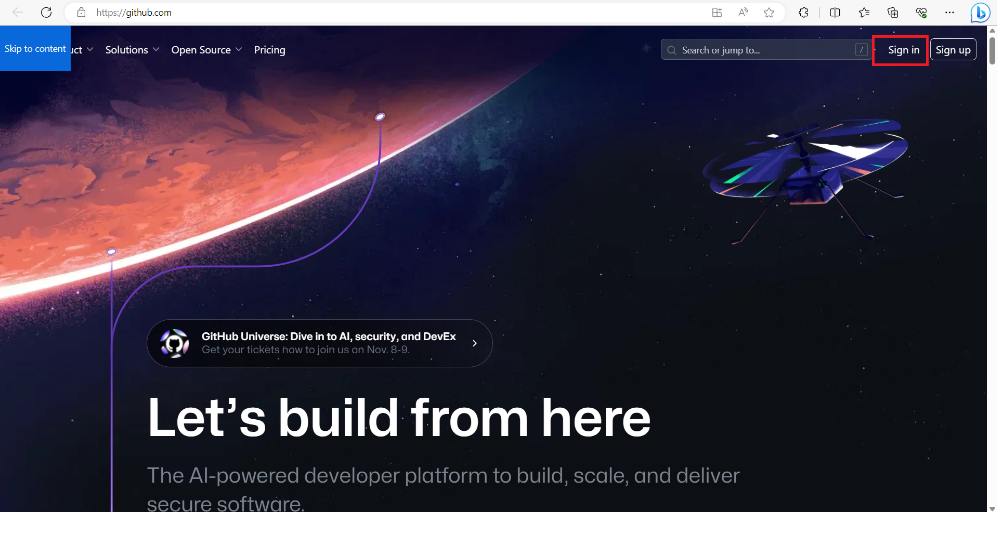 https://github.com
Skip to content
uct
Solutions
Open Source
Pricing
Search or jump to...
/
Sign in
Sign up
GitHub Universe: Dive in to AI, security, and DevEx
Get your tickets now to join us on Nov. 8-9.
Let’s build from here
The AI-powered developer platform to build, scale, and deliver
secure software.